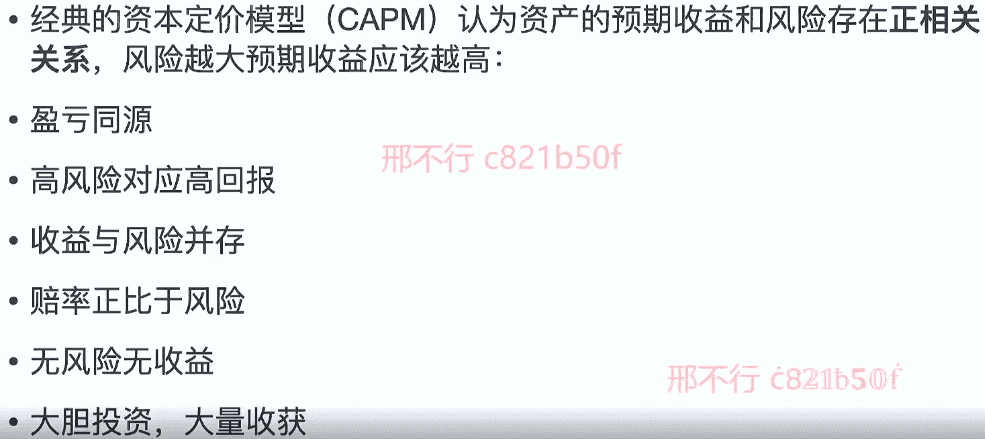 • 经典的资本定价模型（CAPM）认为资产的预期收益和风险存在正相关
关系，风险越大预期收益应该越高：
• 盈亏同源
邢不行 c821b50f
• 高风险对应高回报
• 收益与风险并存
• 赔率正比于风险
• 无风险无收益
邢不行 c821b50f
• 大胆投资，大量收获